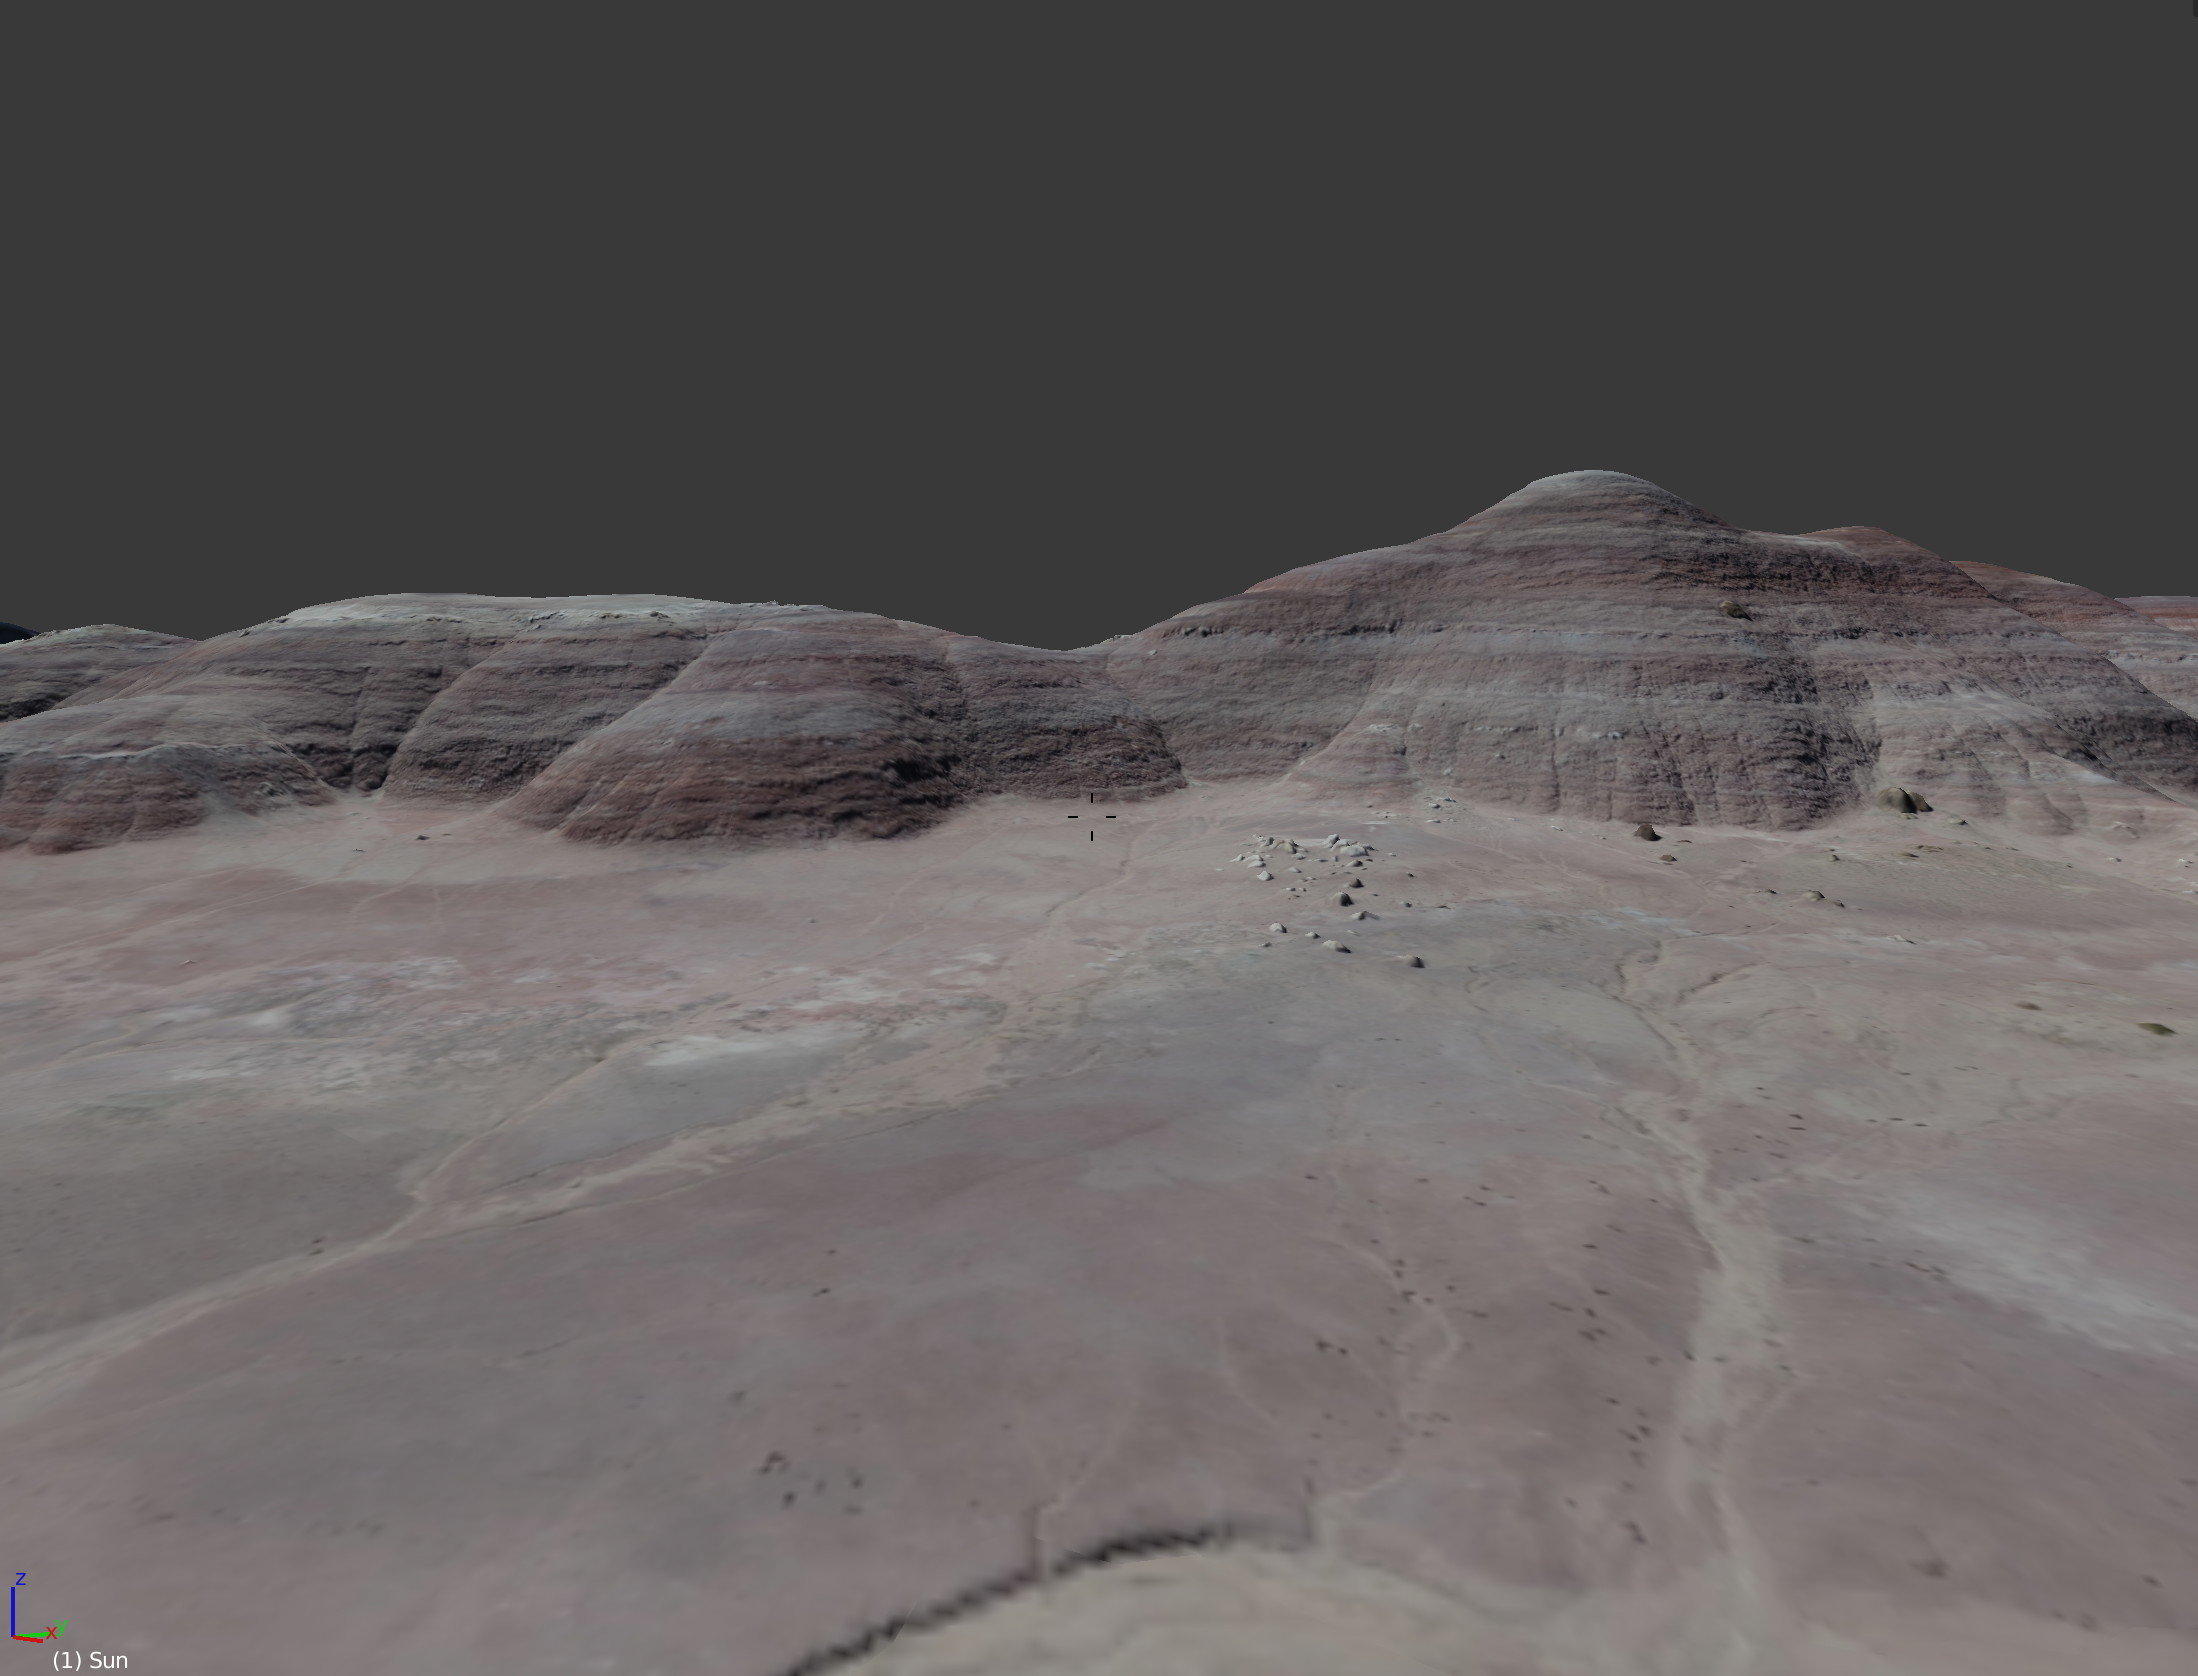 z
x y
(1) Sun